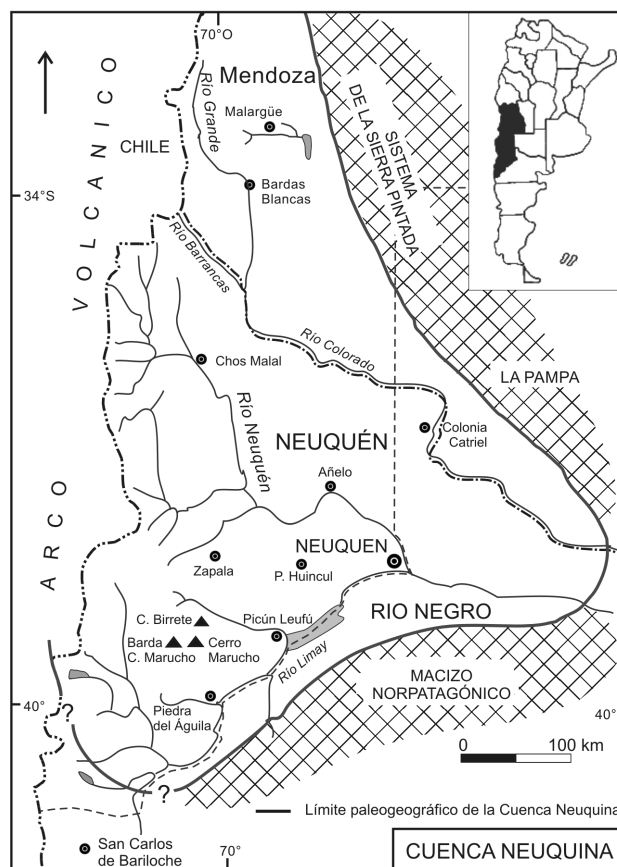 70°O
Mendoza
Río Grande
Malargüe
SISTEMA
DE LA SIERRA PINTADA
CHILE
ARCO VOLCANICO
34°S
Bardas
Blancas
Río Barrancas
Río Colorado
Chos Malal
LA PAMPA
Río Neuquén
Colonia
Catriel
NEUQUÉN
Añelo
NEUQUEN
Zapala
P. Huincul
C. Birrete
Picún Leufú
RIO NEGRO
Barda
C. Marucho
Cerro
Marucho
Río Limay
MACIZO
NORPATAGÓNICO
40°
Piedra
del Águila
40°
?
?
0 100 km
Límite paleogeográfico de la Cuenca Neuquina
San Carlos
de Bariloche
70°
CUENCA NEUQUINA